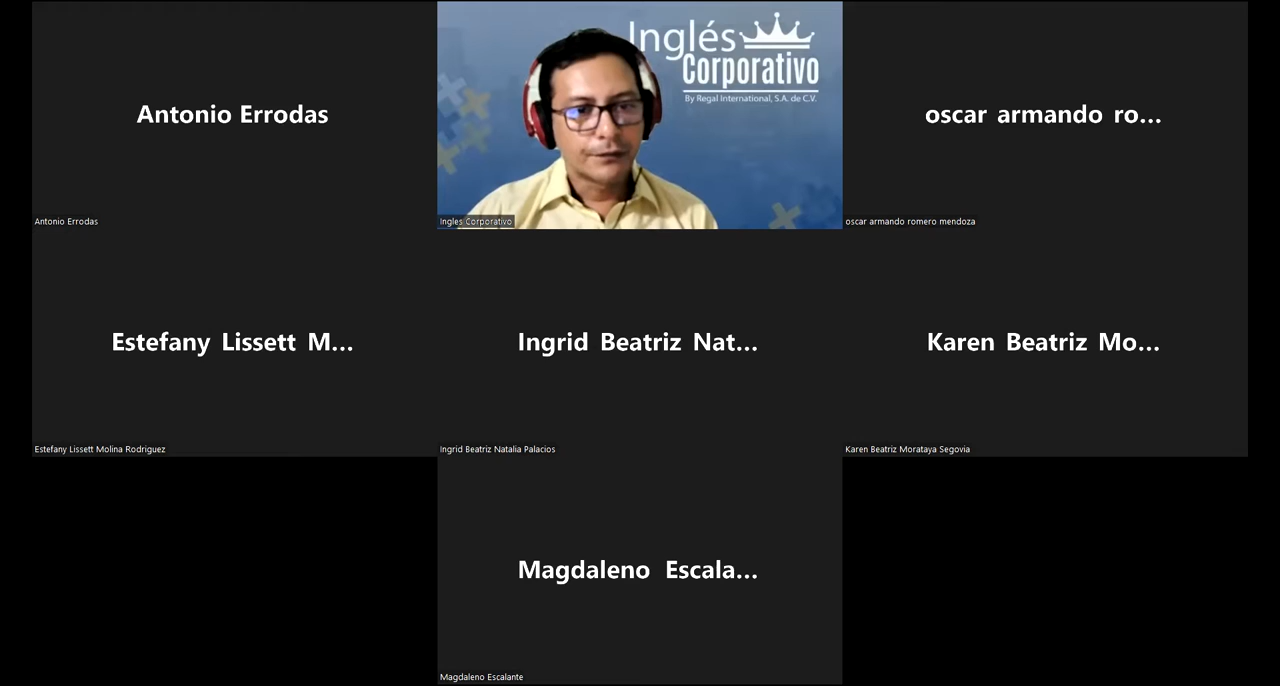 Antonio Errodas
Antonio Errodas
Inglés
Corporativo
By Regal International, S.A. de C.V.
Ingles Corporativo
oscar armando ro...
oscar armando romero mendoza
Estefany Lissett M...
Estefany Lissett Molina Rodriguez
Ingrid Beatriz Nat...
Ingrid Beatriz Natalia Palacios
Karen Beatriz Mo...
Karen Beatriz Morataya Segovia
Magdaleno Escala...
Magdaleno Escalante